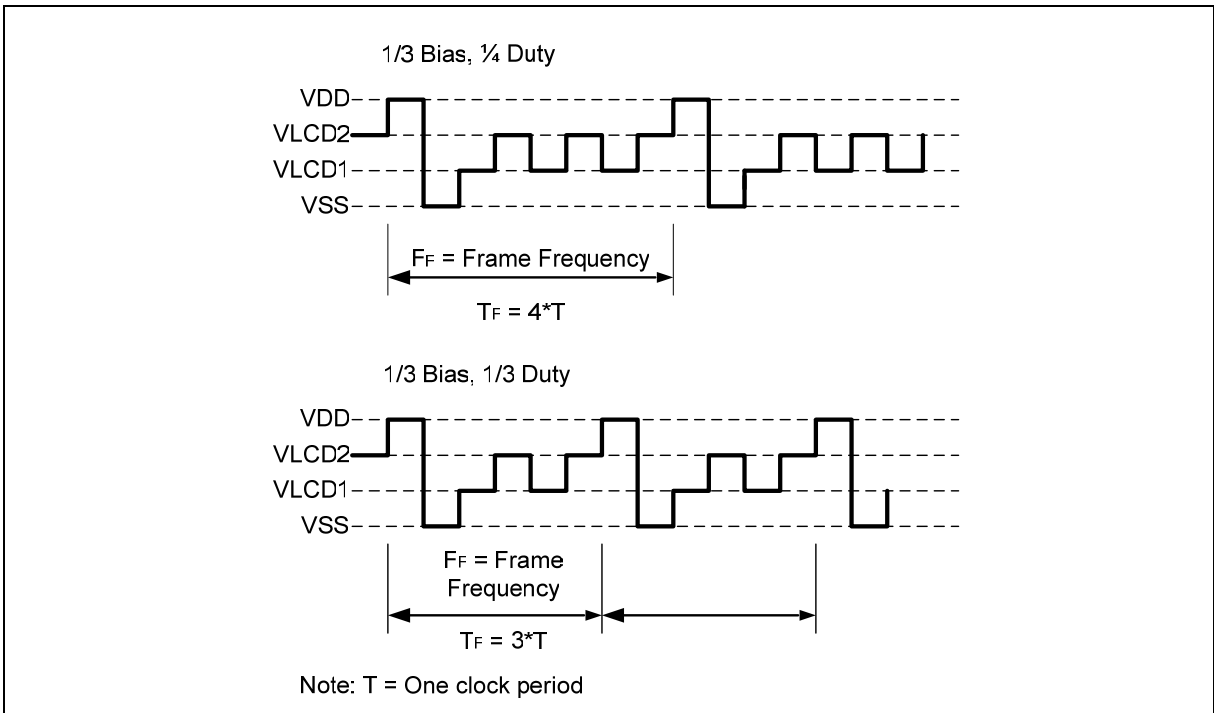 1/3 Bias, ¼ Duty
VDD
VLCD2
VLCD1
VSS
FF = Frame Frequency
TF = 4*T
1/3 Bias, 1/3 Duty
VDD
VLCD2
VLCD1
VSS
FF = Frame
Frequency
TF = 3*T
Note: T = One clock period